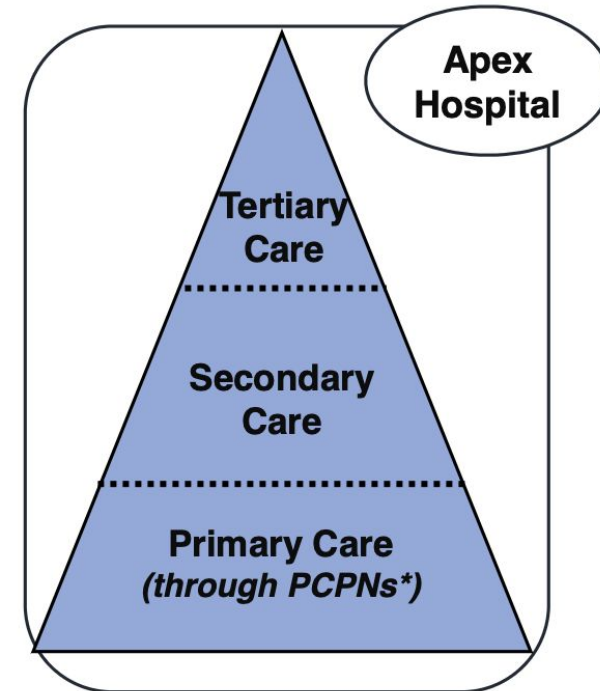 Apex
Hospital
Tertiary
Care
Secondary
Care
Primary Care
(through PCPNs*)